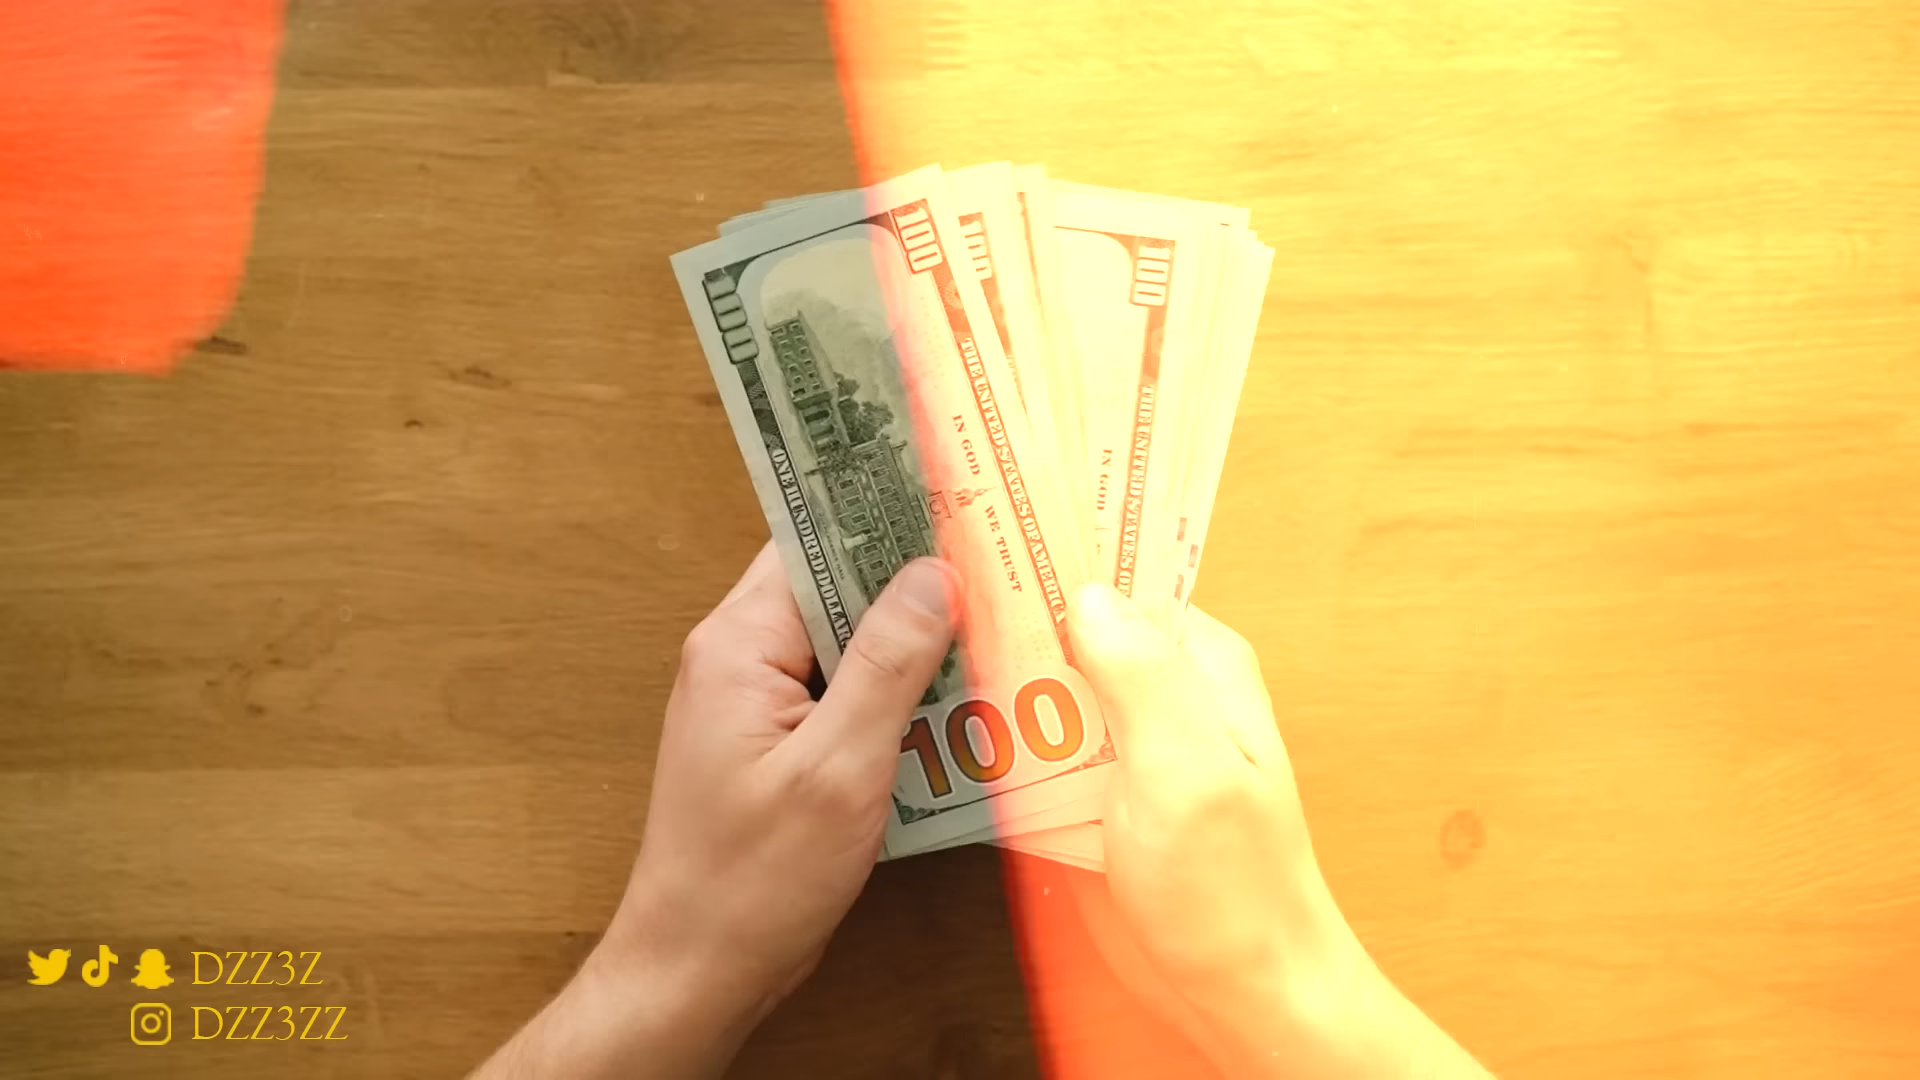 100
100
100
100
THE UNITED STATES OF AMERICA
IN GOD WE TRUST
ONE HUNDRED DOLLARS
100
THE UNITED STATES OF
IN GOD
DZZ3Z
DZZ3ZZ